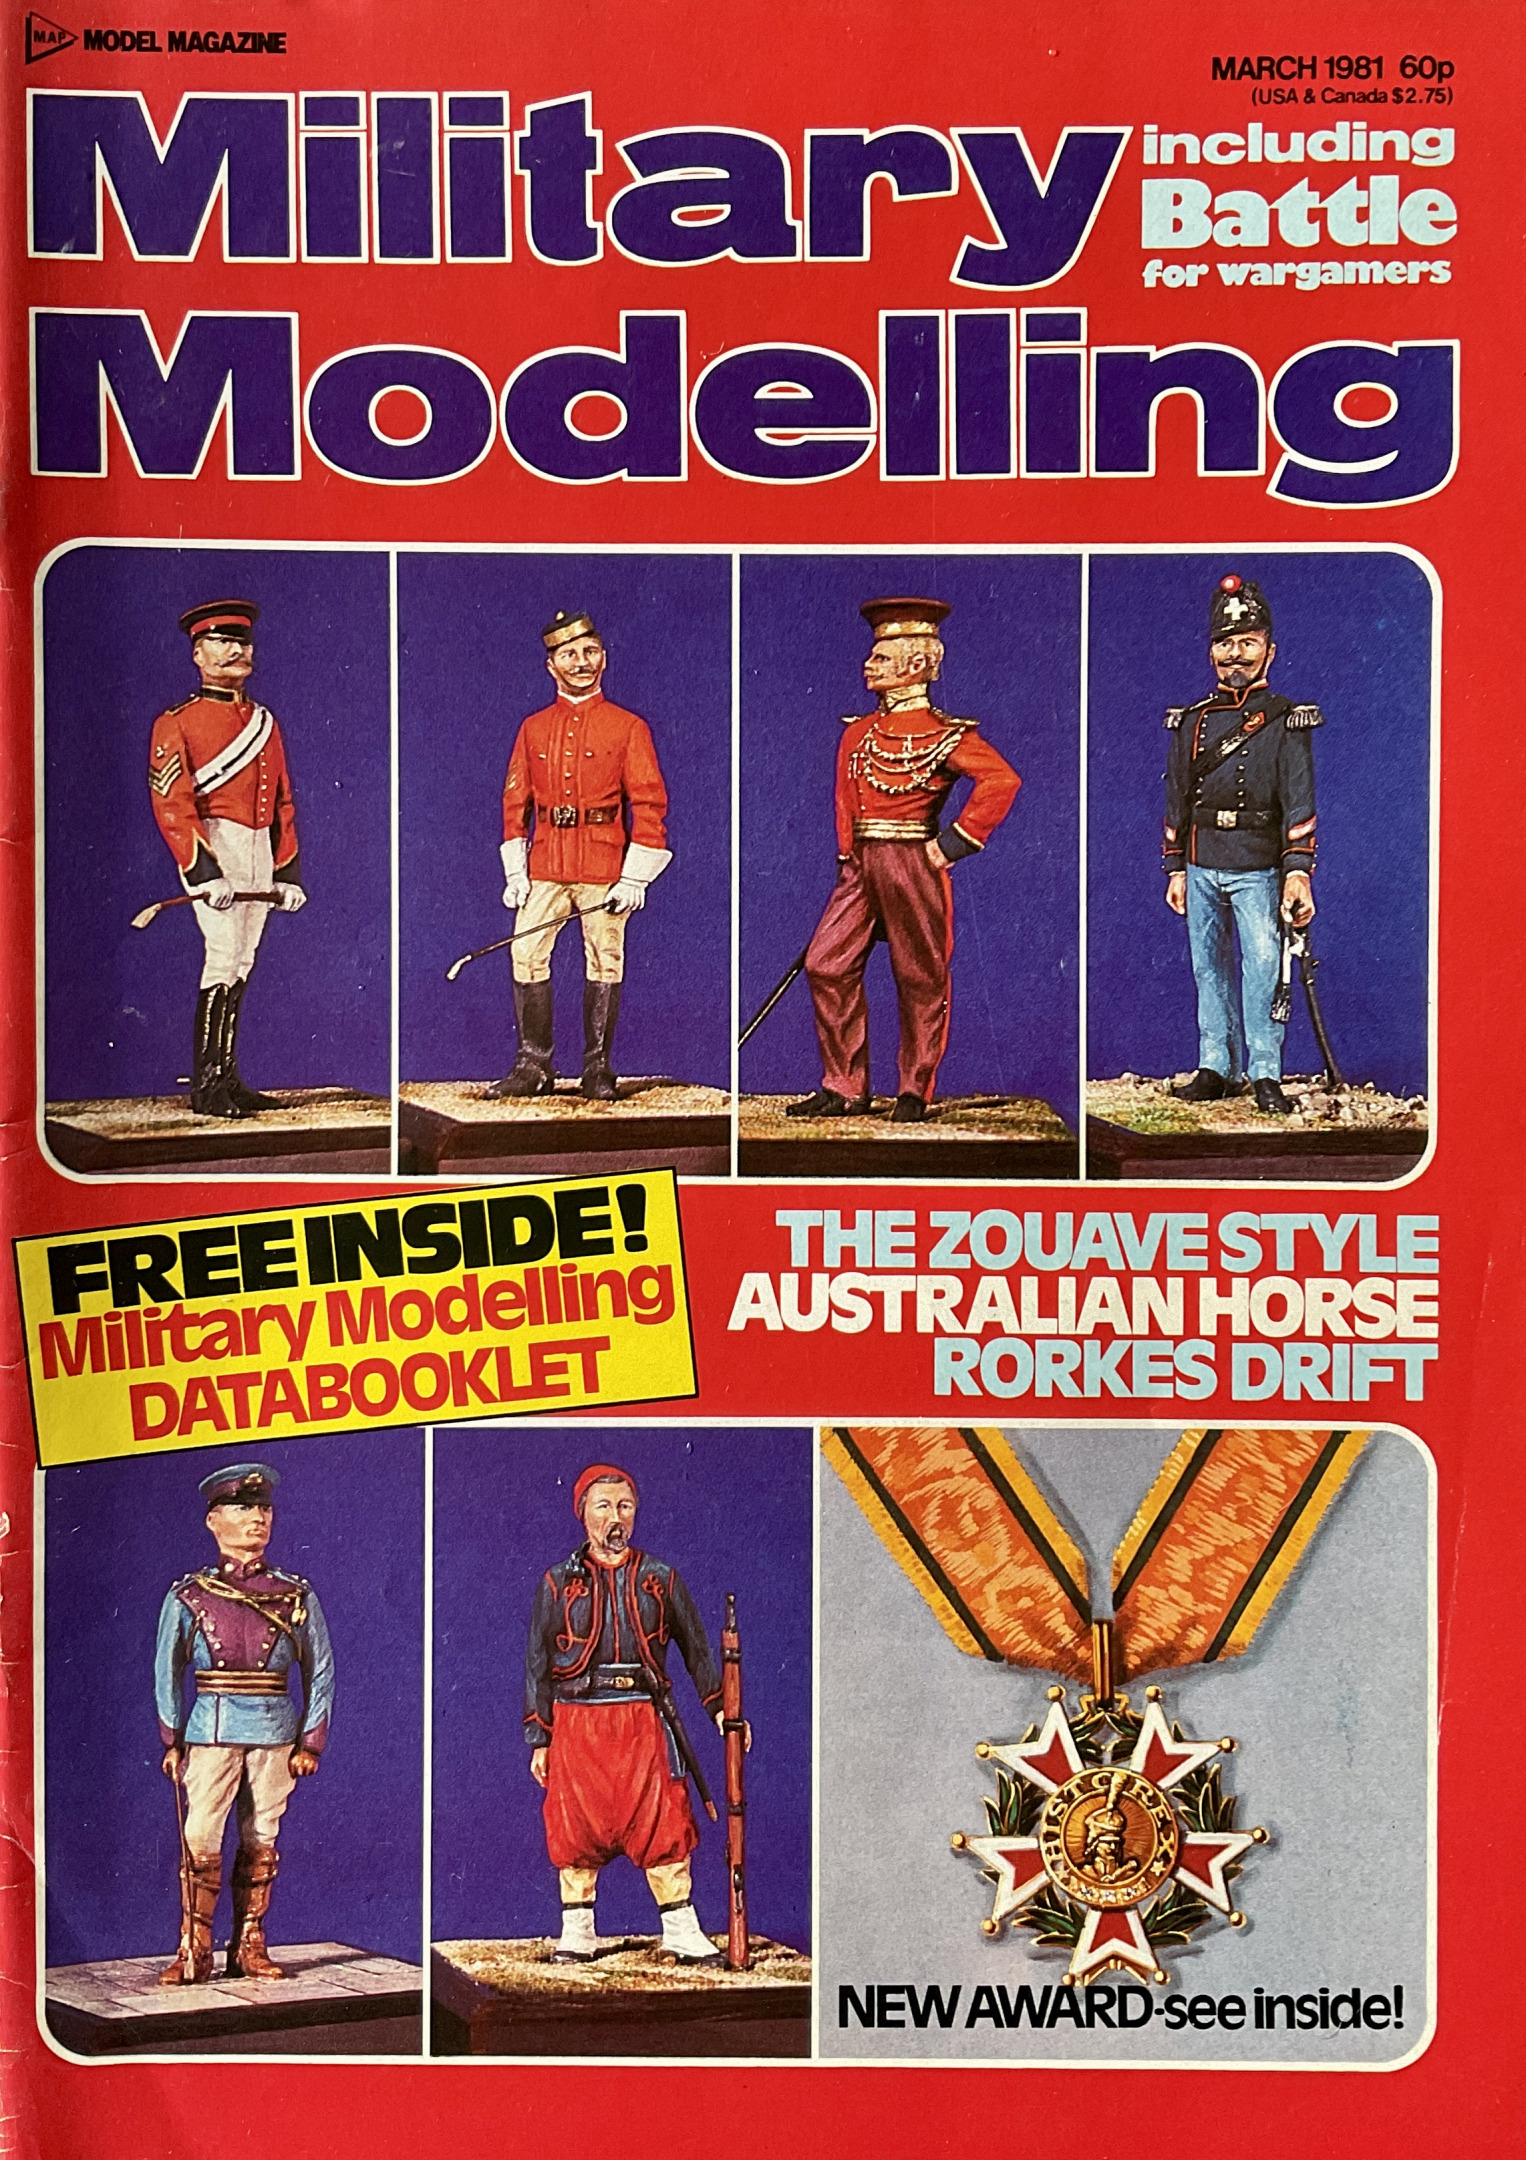 MAP MODEL MAGAZINE
MARCH 1981 60p
(USA & Canada $2.75)
Military
including
Battle
for wargamers
Modelling
FREE INSIDE!
Military Modelling
DATABOOKLET
THE ZOUAVE STYLE
AUSTRALIAN HORSE
RORKES DRIFT
HISTOREX
NEW AWARD-see inside!